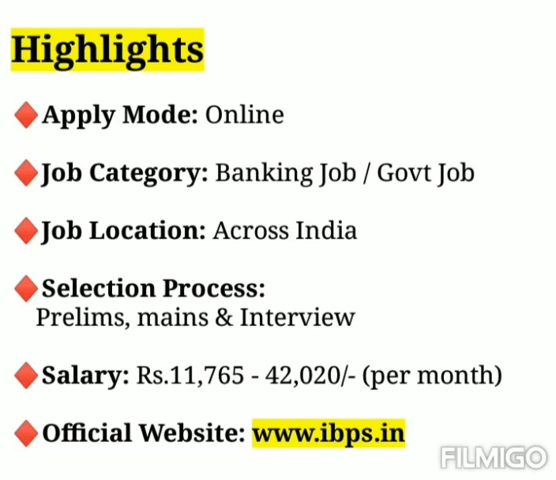 Highlights
♦Apply Mode: Online
♦Job Category: Banking Job / Govt Job
♦Job Location: Across India
♦Selection Process:
Prelims, mains & Interview
♦Salary: Rs.11,765 - 42,020/- (per month)
♦Official Website: www.ibps.in
FILMIGO